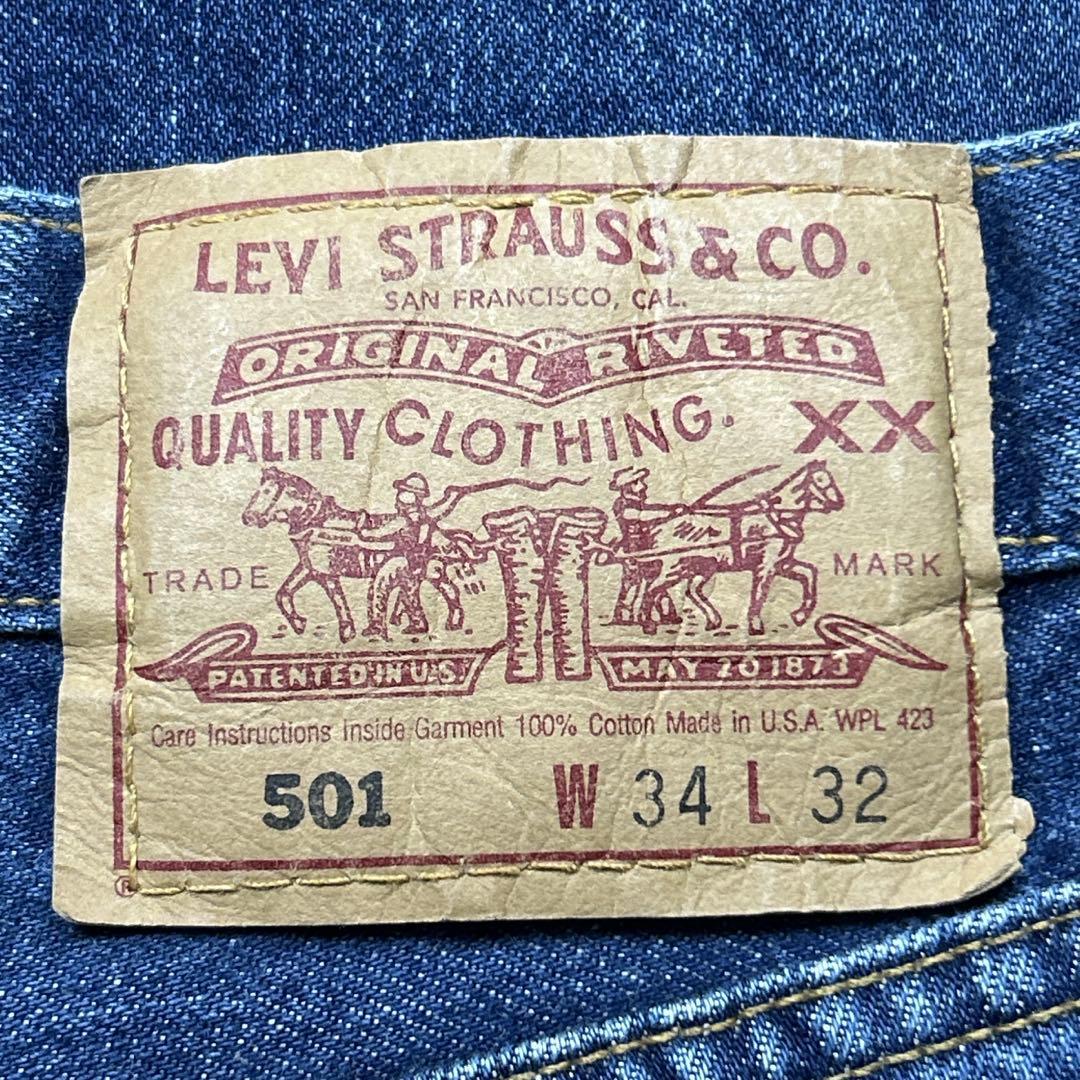 LEVI STRAUSS & CO.
SAN FRANCISCO, CAL.
ORIGINAL RIVETED
QUALITY CLOTHING. XX
TRADE MARK
PATENTED IN U.S. MAY 20 1873
Care Instructions Inside Garment 100% Cotton Made in U.S.A. WPL 423
501 W 34 L 32
®